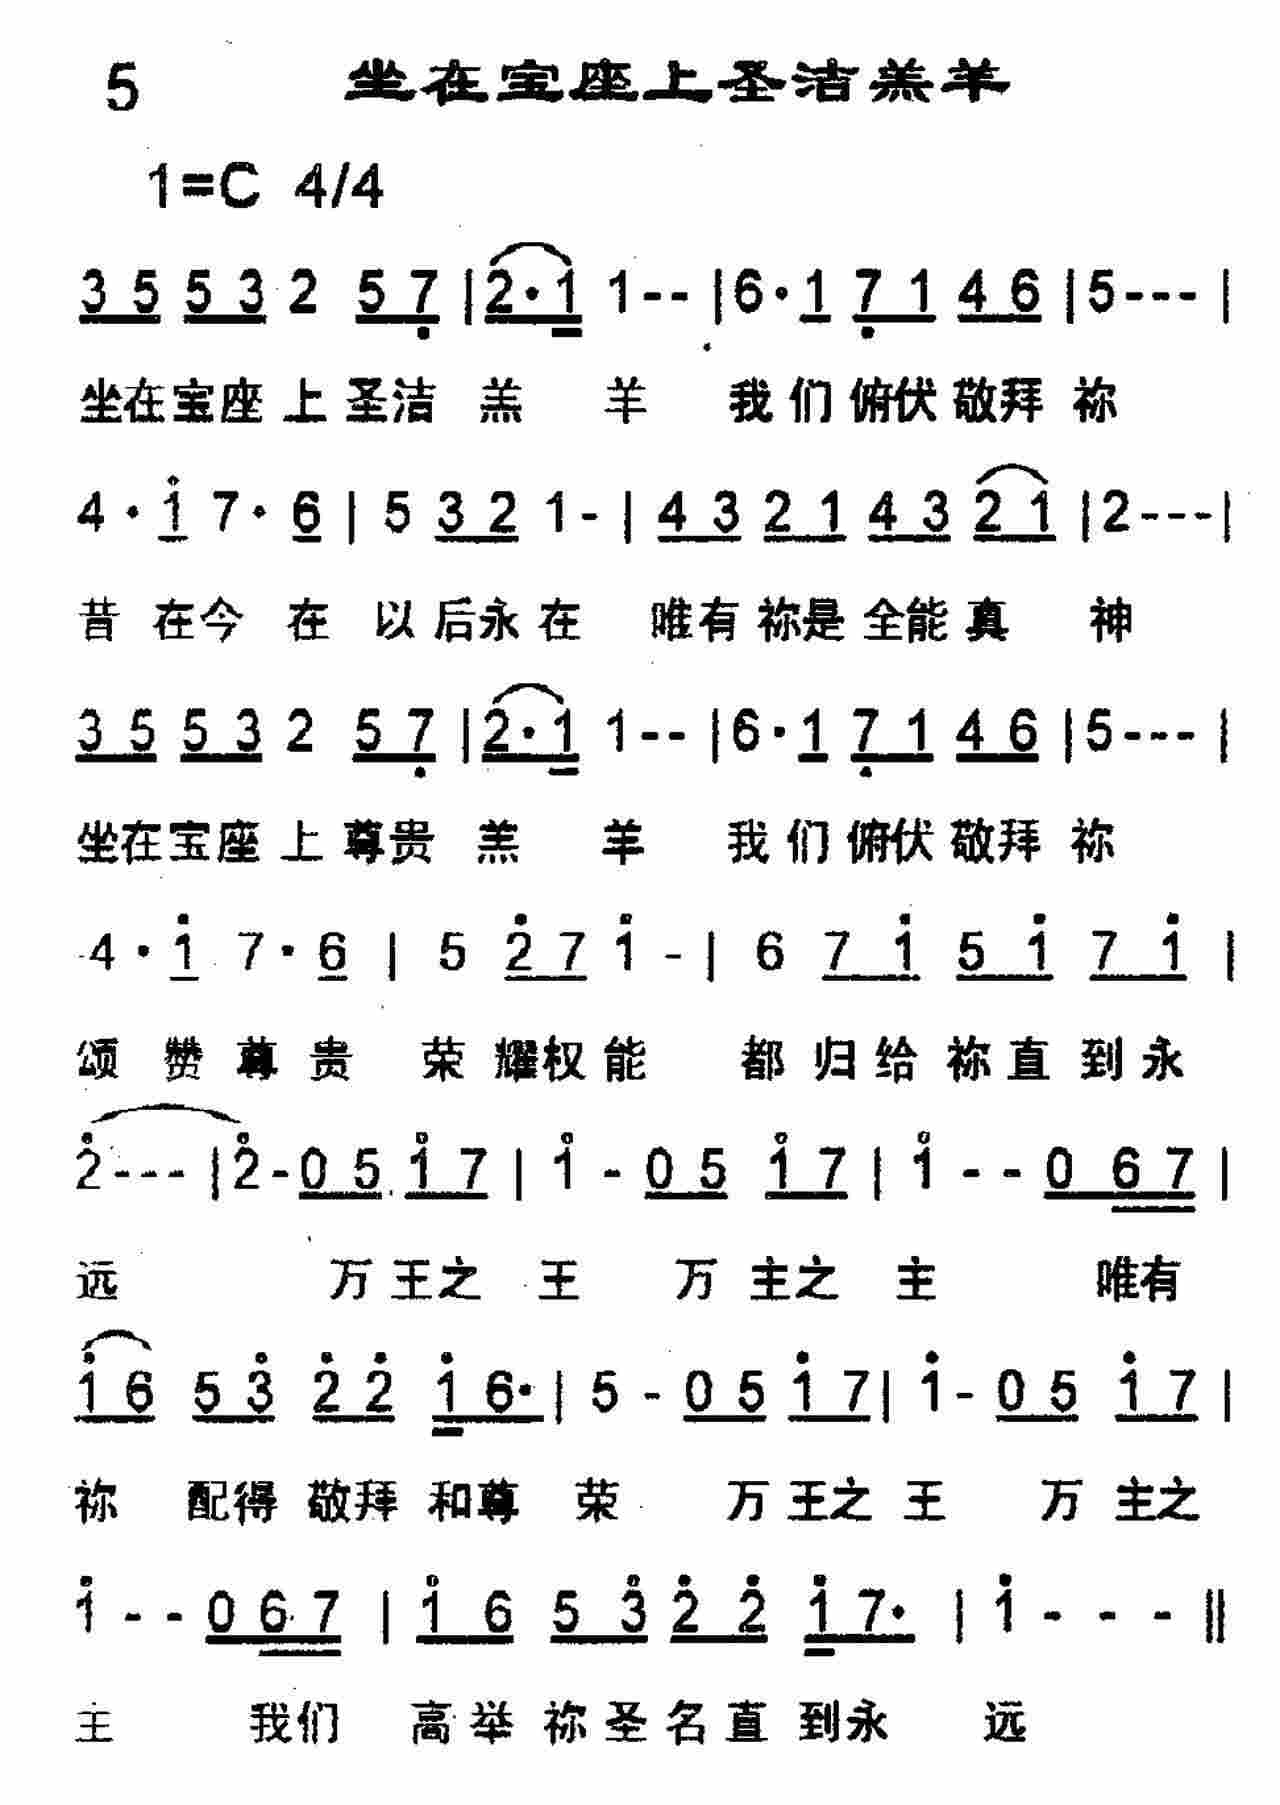 5 坐在宝座上圣洁羔羊
1=C 4/4
3 5 5 3 2 5 7̣ | 2·1 1-- | 6·1 7̣ 1 4 6 | 5--- |
坐在宝座上圣洁羔羊 我们俯伏敬拜祢
4·1̇ 7·6 | 5 3 2 1- | 4 3 2 1 4 3 2 1 | 2--- |
昔在今在以后永在 唯有祢是全能真神
3 5 5 3 2 5 7̣ | 2·1 1-- | 6·1 7̣ 1 4 6 | 5--- |
坐在宝座上尊贵羔羊 我们俯伏敬拜祢
4·1̇ 7·6 | 5 2̇ 7 1̇ - | 6 7 1̇ 5 1̇ 7 1̇ |
颂赞尊贵荣耀权能 都归给祢直到永
2̇--- | 2̇-0 5 1̇ 7 | 1̇ -0 5 1̇ 7 | 1̇ --0 6 7 |
远 万王之王 万主之主 唯有
1̇ 6 5 3̇ 2̇ 2̇ 1̇ 6· | 5 -0 5 1̇ 7 | 1̇-0 5 1̇ 7 |
祢配得敬拜和尊荣 万王之王 万主之
1̇ --0 6 7 | 1̇ 6 5 3̇ 2̇ 2̇ 1̇ 7· | 1̇ - - - ‖
主 我们高举祢圣名直到永远